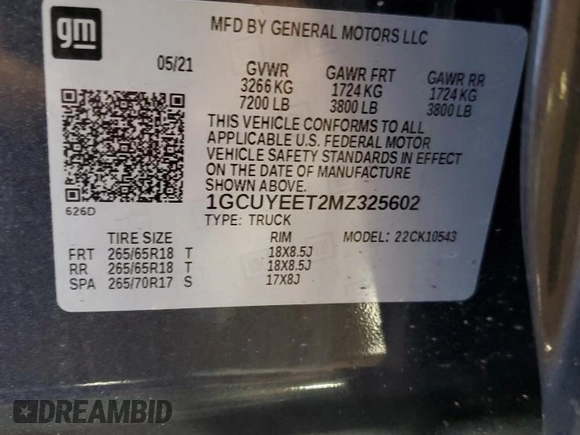 gm
MFD BY GENERAL MOTORS LLC
05/21 GVWR GAWR FRT GAWR RR
3266 KG 1724 KG 1724 KG
7200 LB 3800 LB 3800 LB
THIS VEHICLE CONFORMS TO ALL
APPLICABLE U.S. FEDERAL MOTOR
VEHICLE SAFETY STANDARDS IN EFFECT
ON THE DATE OF MANUFACTURE
SHOWN ABOVE.
1GCUYEET2MZ325602
626D
TYPE: TRUCK
TIRE SIZE RIM MODEL: 22CK10543
FRT 265/65R18 T 18X8.5J
RR 265/65R18 T 18X8.5J
SPA 265/70R17 S 17X8J
DREAMBID